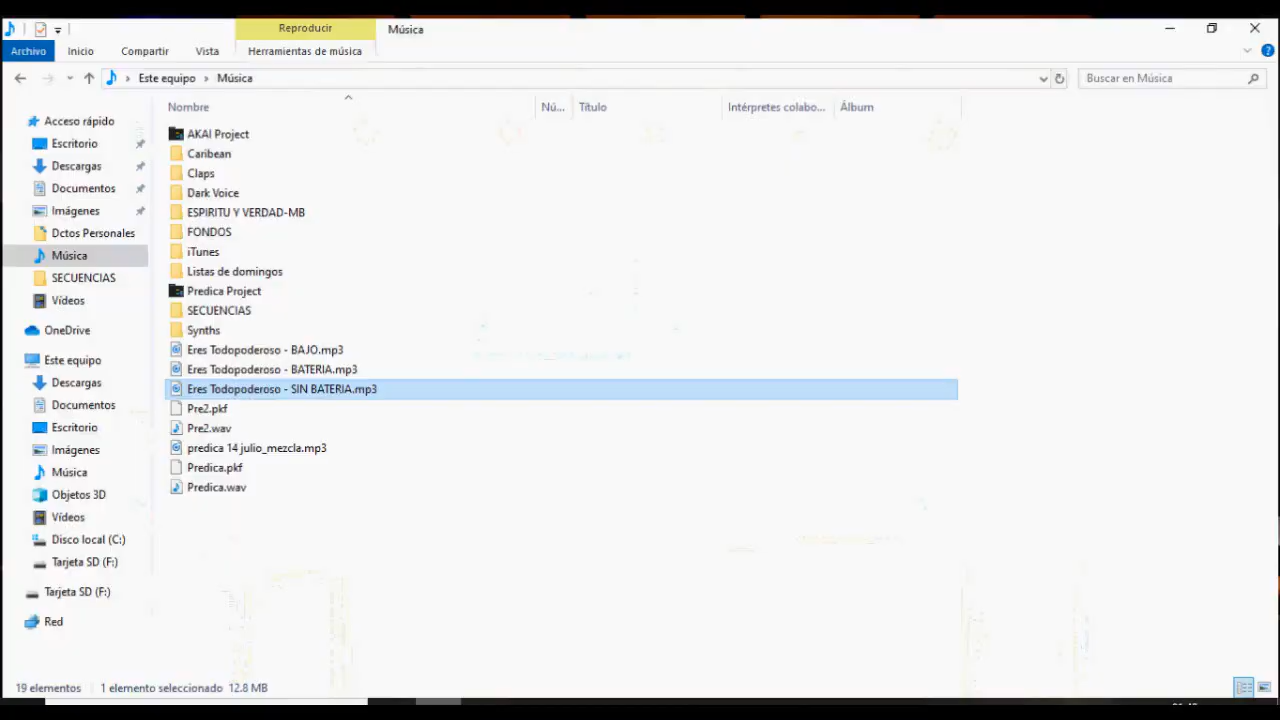 Reproducir
Música
Archivo
Inicio
Compartir
Vista
Herramientas de música
Este equipo
Música
Buscar en Música
Nombre
Nú...
Título
Intérpretes colabo...
Álbum
Acceso rápido
Escritorio
Descargas
Documentos
Imágenes
Dctos Personales
Música
SECUENCIAS
Vídeos
OneDrive
Este equipo
Descargas
Documentos
Escritorio
Imágenes
Música
Objetos 3D
Vídeos
Disco local (C:)
Tarjeta SD (F:)
Tarjeta SD (F:)
Red
AKAI Project
Caribean
Claps
Dark Voice
ESPIRITU Y VERDAD-MB
FONDOS
iTunes
Listas de domingos
Predica Project
SECUENCIAS
Synths
Eres Todopoderoso - BAJO.mp3
Eres Todopoderoso - BATERIA.mp3
Eres Todopoderoso - SIN BATERIA.mp3
Pre2.pkf
Pre2.wav
predica 14 julio_mezcla.mp3
Predica.pkf
Predica.wav
19 elementos
1 elemento seleccionado 12.8 MB